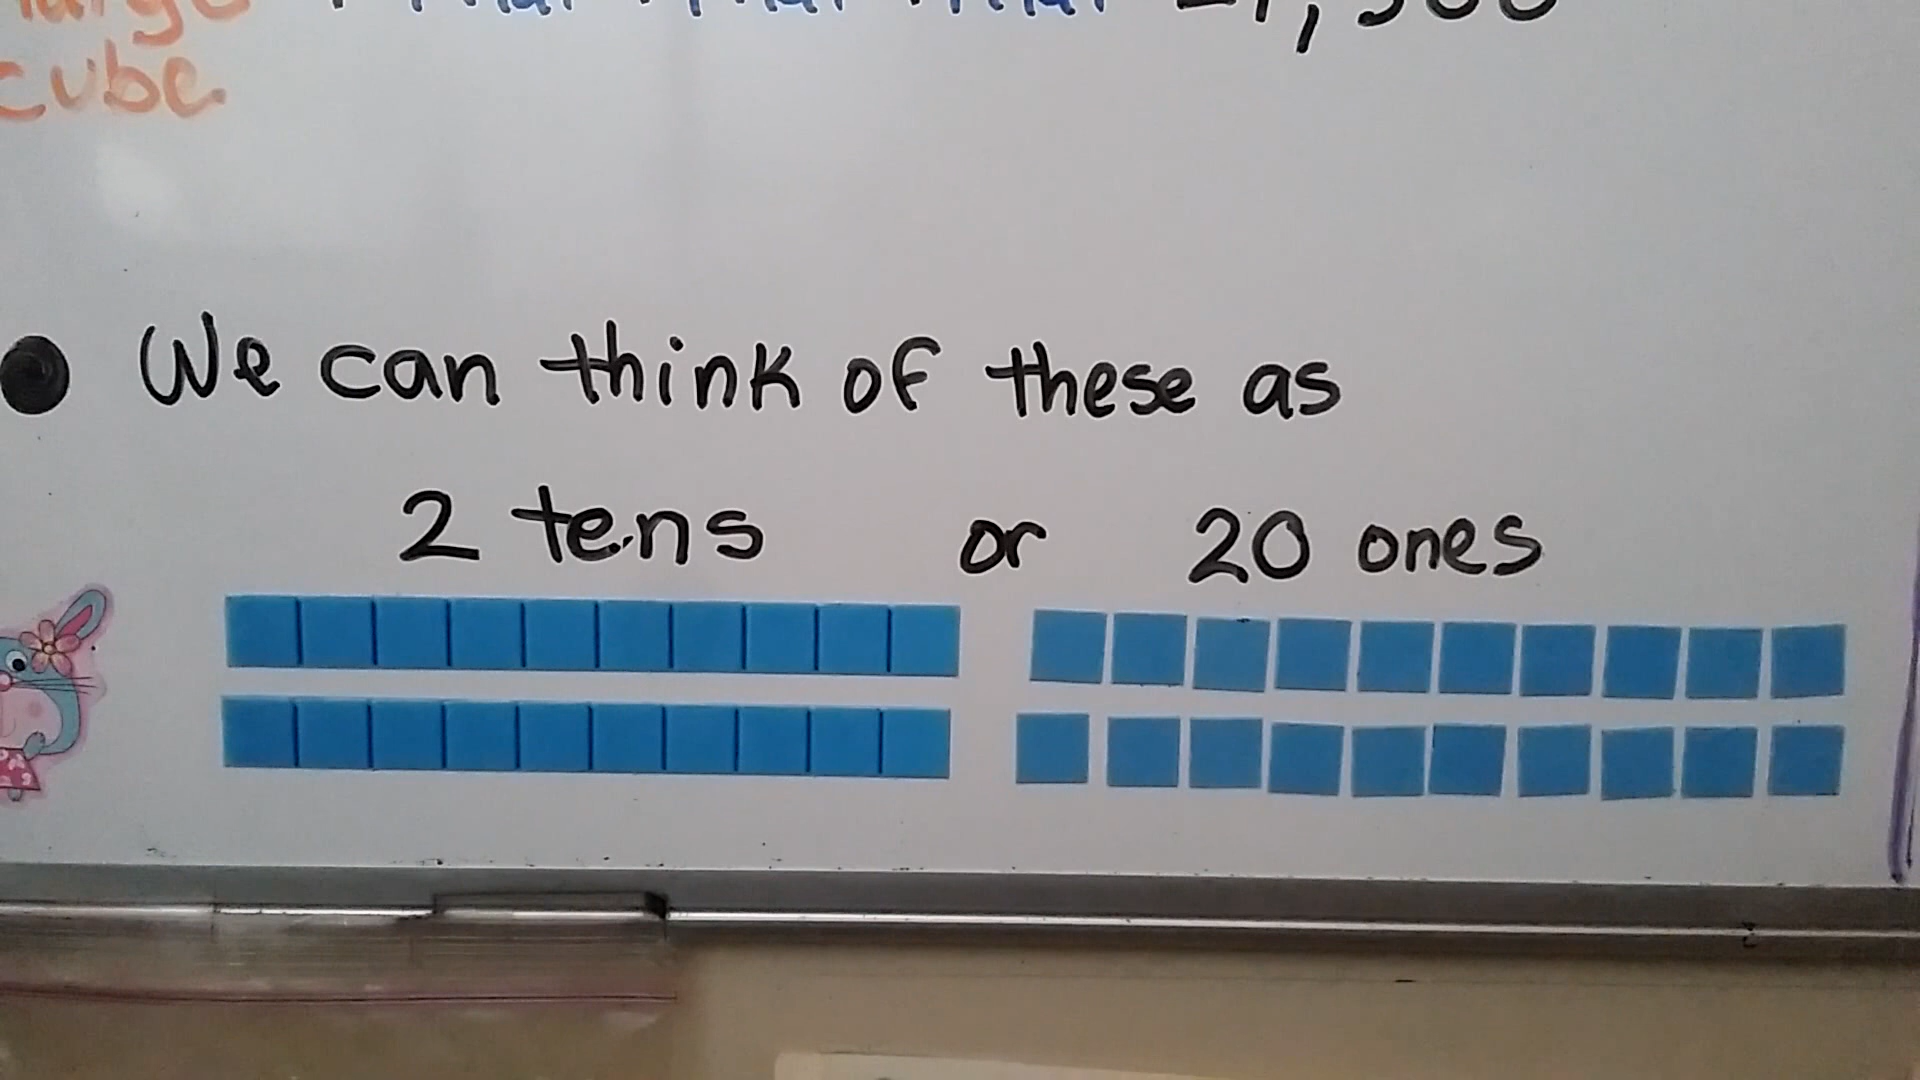 cube
● We can think of these as
2 tens or 20 ones